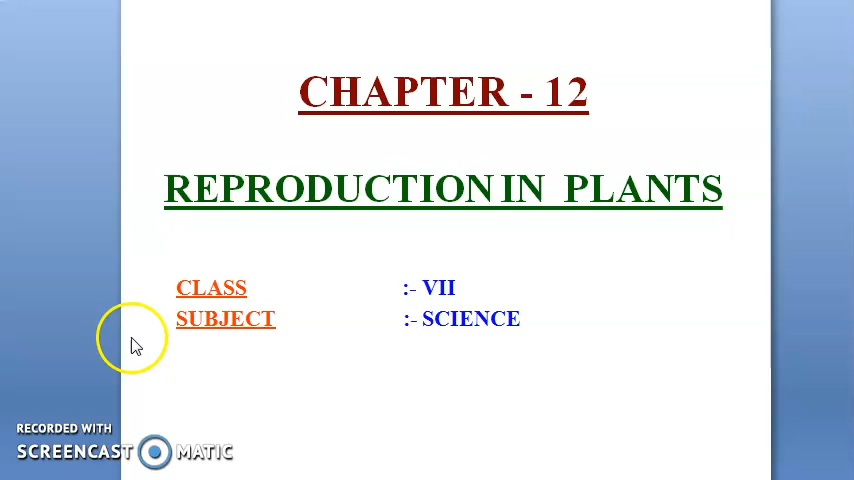 CHAPTER - 12
REPRODUCTION IN PLANTS
CLASS :- VII
SUBJECT :- SCIENCE
RECORDED WITH
SCREENCAST MATIC